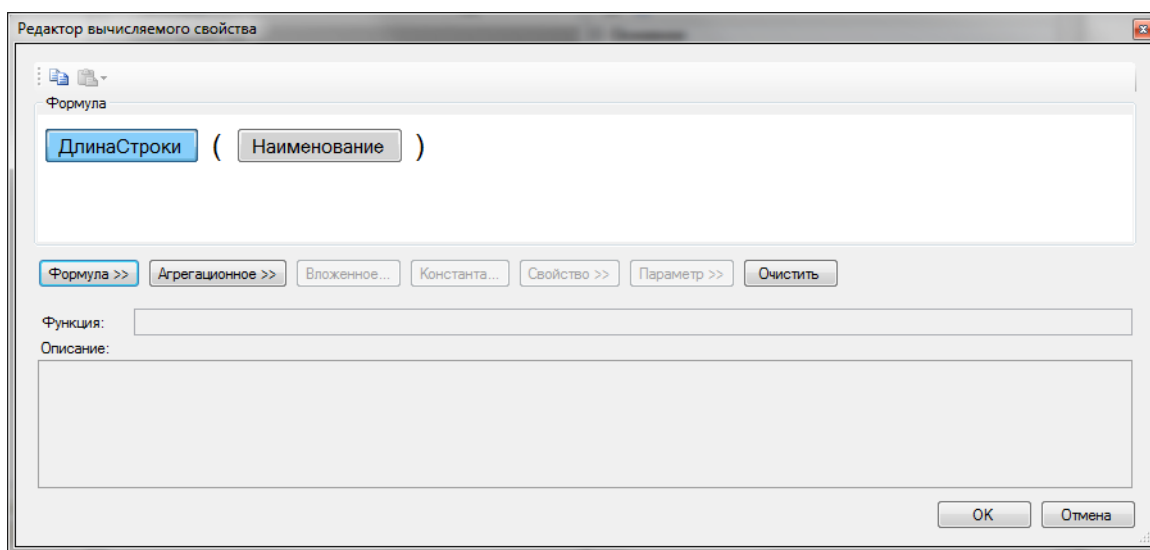 Редактор вычисляемого свойства
Формула
ДлинаСтроки ( Наименование )
Формула >> Агрегационное >> Вложенное... Константа... Свойство >> Параметр >> Очистить
Функция:
Описание:
OK Отмена